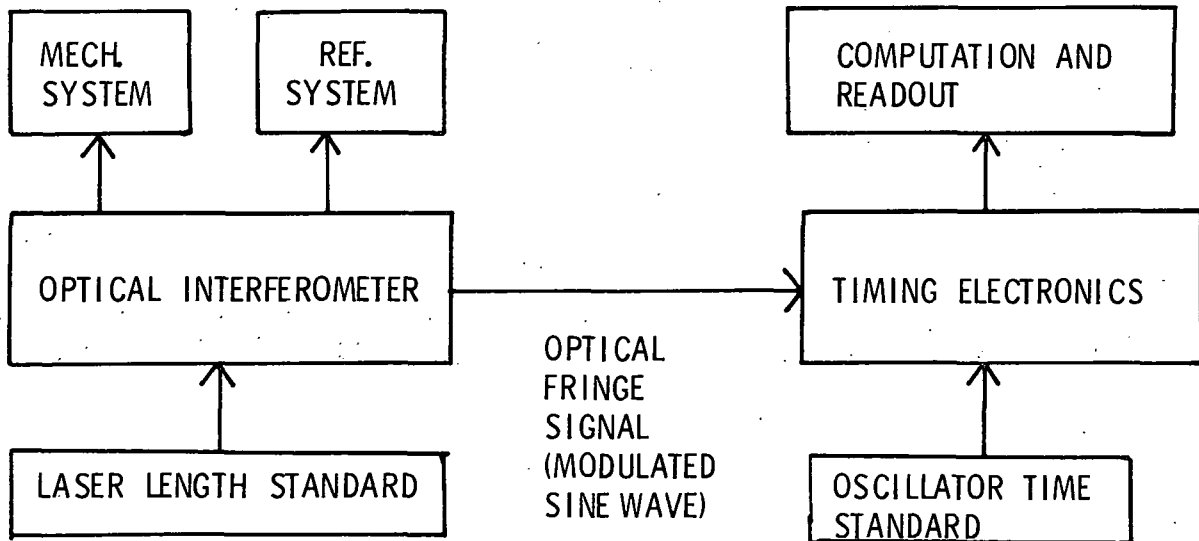 MECH.
SYSTEM
REF.
SYSTEM
COMPUTATION AND
READOUT
OPTICAL INTERFEROMETER
TIMING ELECTRONICS
OPTICAL
FRINGE
SIGNAL
(MODULATED
SINE WAVE)
LASER LENGTH STANDARD
OSCILLATOR TIME
STANDARD